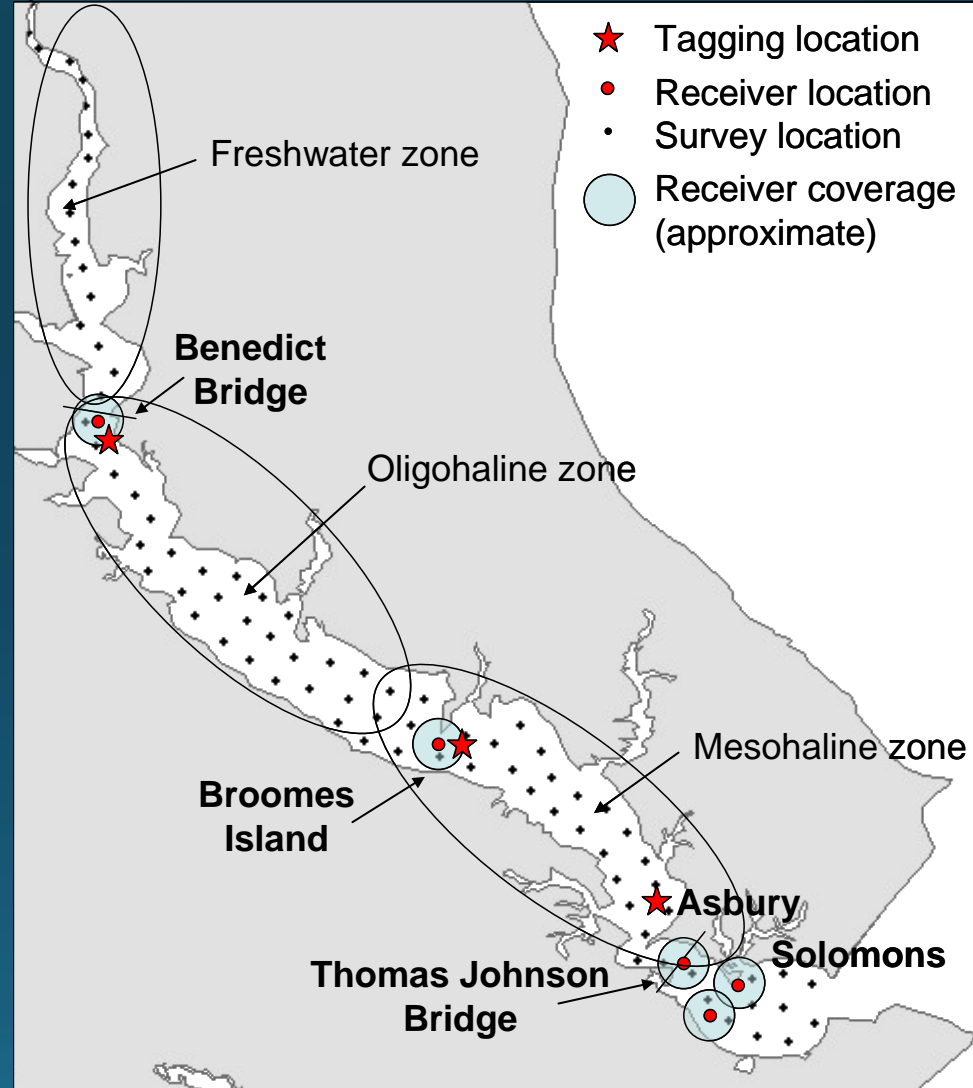 Tagging location
Receiver location
Survey location
Receiver coverage
(approximate)
Freshwater zone
Benedict
Bridge
Oligohaline zone
Mesohaline zone
Broomes
Island
Asbury
Solomons
Thomas Johnson
Bridge